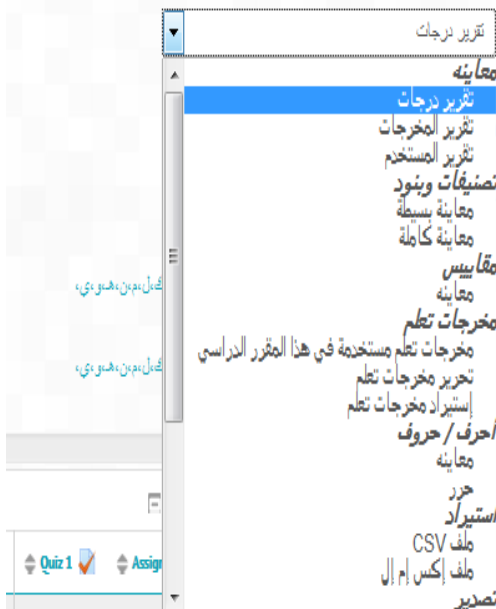 تقرير درجات
معاينه
تقرير درجات
تقرير المخرجات
تقرير المستخدم
تصنيفات وبنود
معاينة بسيطة
معاينة كاملة
مقاييس
معاينه
مخرجات تعلم
مخرجات تعلم مستخدمة في هذا المقرر الدراسي
تحرير مخرجات تعلم
إستيراد مخرجات تعلم
أحرف / حروف
معاينه
حرر
استيراد
ملف CSV
ملف إكس إم إل
تصدير
ك،ل،م،ن،ه،و،ي،
ك،ل،م،ن،ه،و،ي،
Quiz 1
Assign